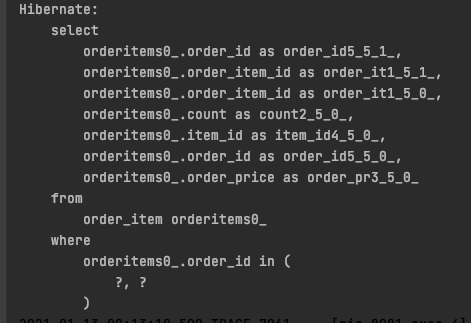 Hibernate:
select
orderitems0_.order_id as order_id5_5_1_,
orderitems0_.order_item_id as order_it1_5_1_,
orderitems0_.order_item_id as order_it1_5_0_,
orderitems0_.count as count2_5_0_,
orderitems0_.item_id as item_id4_5_0_,
orderitems0_.order_id as order_id5_5_0_,
orderitems0_.order_price as order_pr3_5_0_
from
order_item orderitems0_
where
orderitems0_.order_id in (
?, ?
)